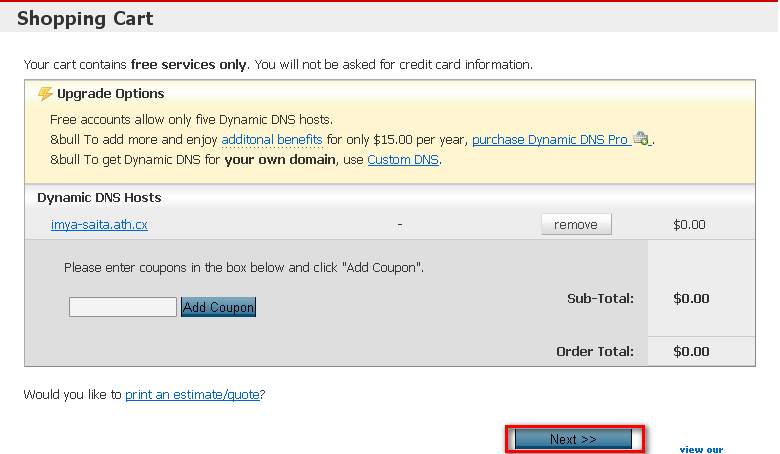 Shopping Cart
Your cart contains free services only. You will not be asked for credit card information.
Upgrade Options
Free accounts allow only five Dynamic DNS hosts.
&bull To add more and enjoy additonal benefits for only $15.00 per year, purchase Dynamic DNS Pro .
&bull To get Dynamic DNS for your own domain, use Custom DNS.
Dynamic DNS Hosts
imya-saita.ath.cx - remove $0.00
Please enter coupons in the box below and click "Add Coupon".
Add Coupon
Sub-Total: $0.00
Order Total: $0.00
Would you like to print an estimate/quote?
Next >>
view our